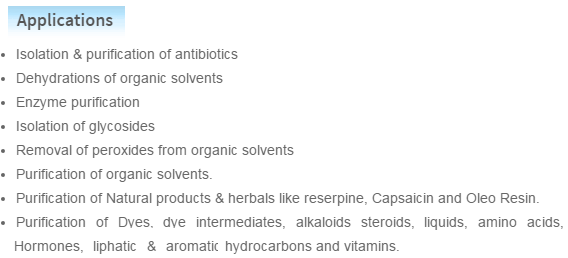 Applications
• Isolation & purification of antibiotics
• Dehydrations of organic solvents
• Enzyme purification
• Isolation of glycosides
• Removal of peroxides from organic solvents
• Purification of organic solvents.
• Purification of Natural products & herbals like reserpine, Capsaicin and Oleo Resin.
• Purification of Dyes, dye intermediates, alkaloids steroids, liquids, amino acids,
Hormones, liphatic & aromatic hydrocarbons and vitamins.